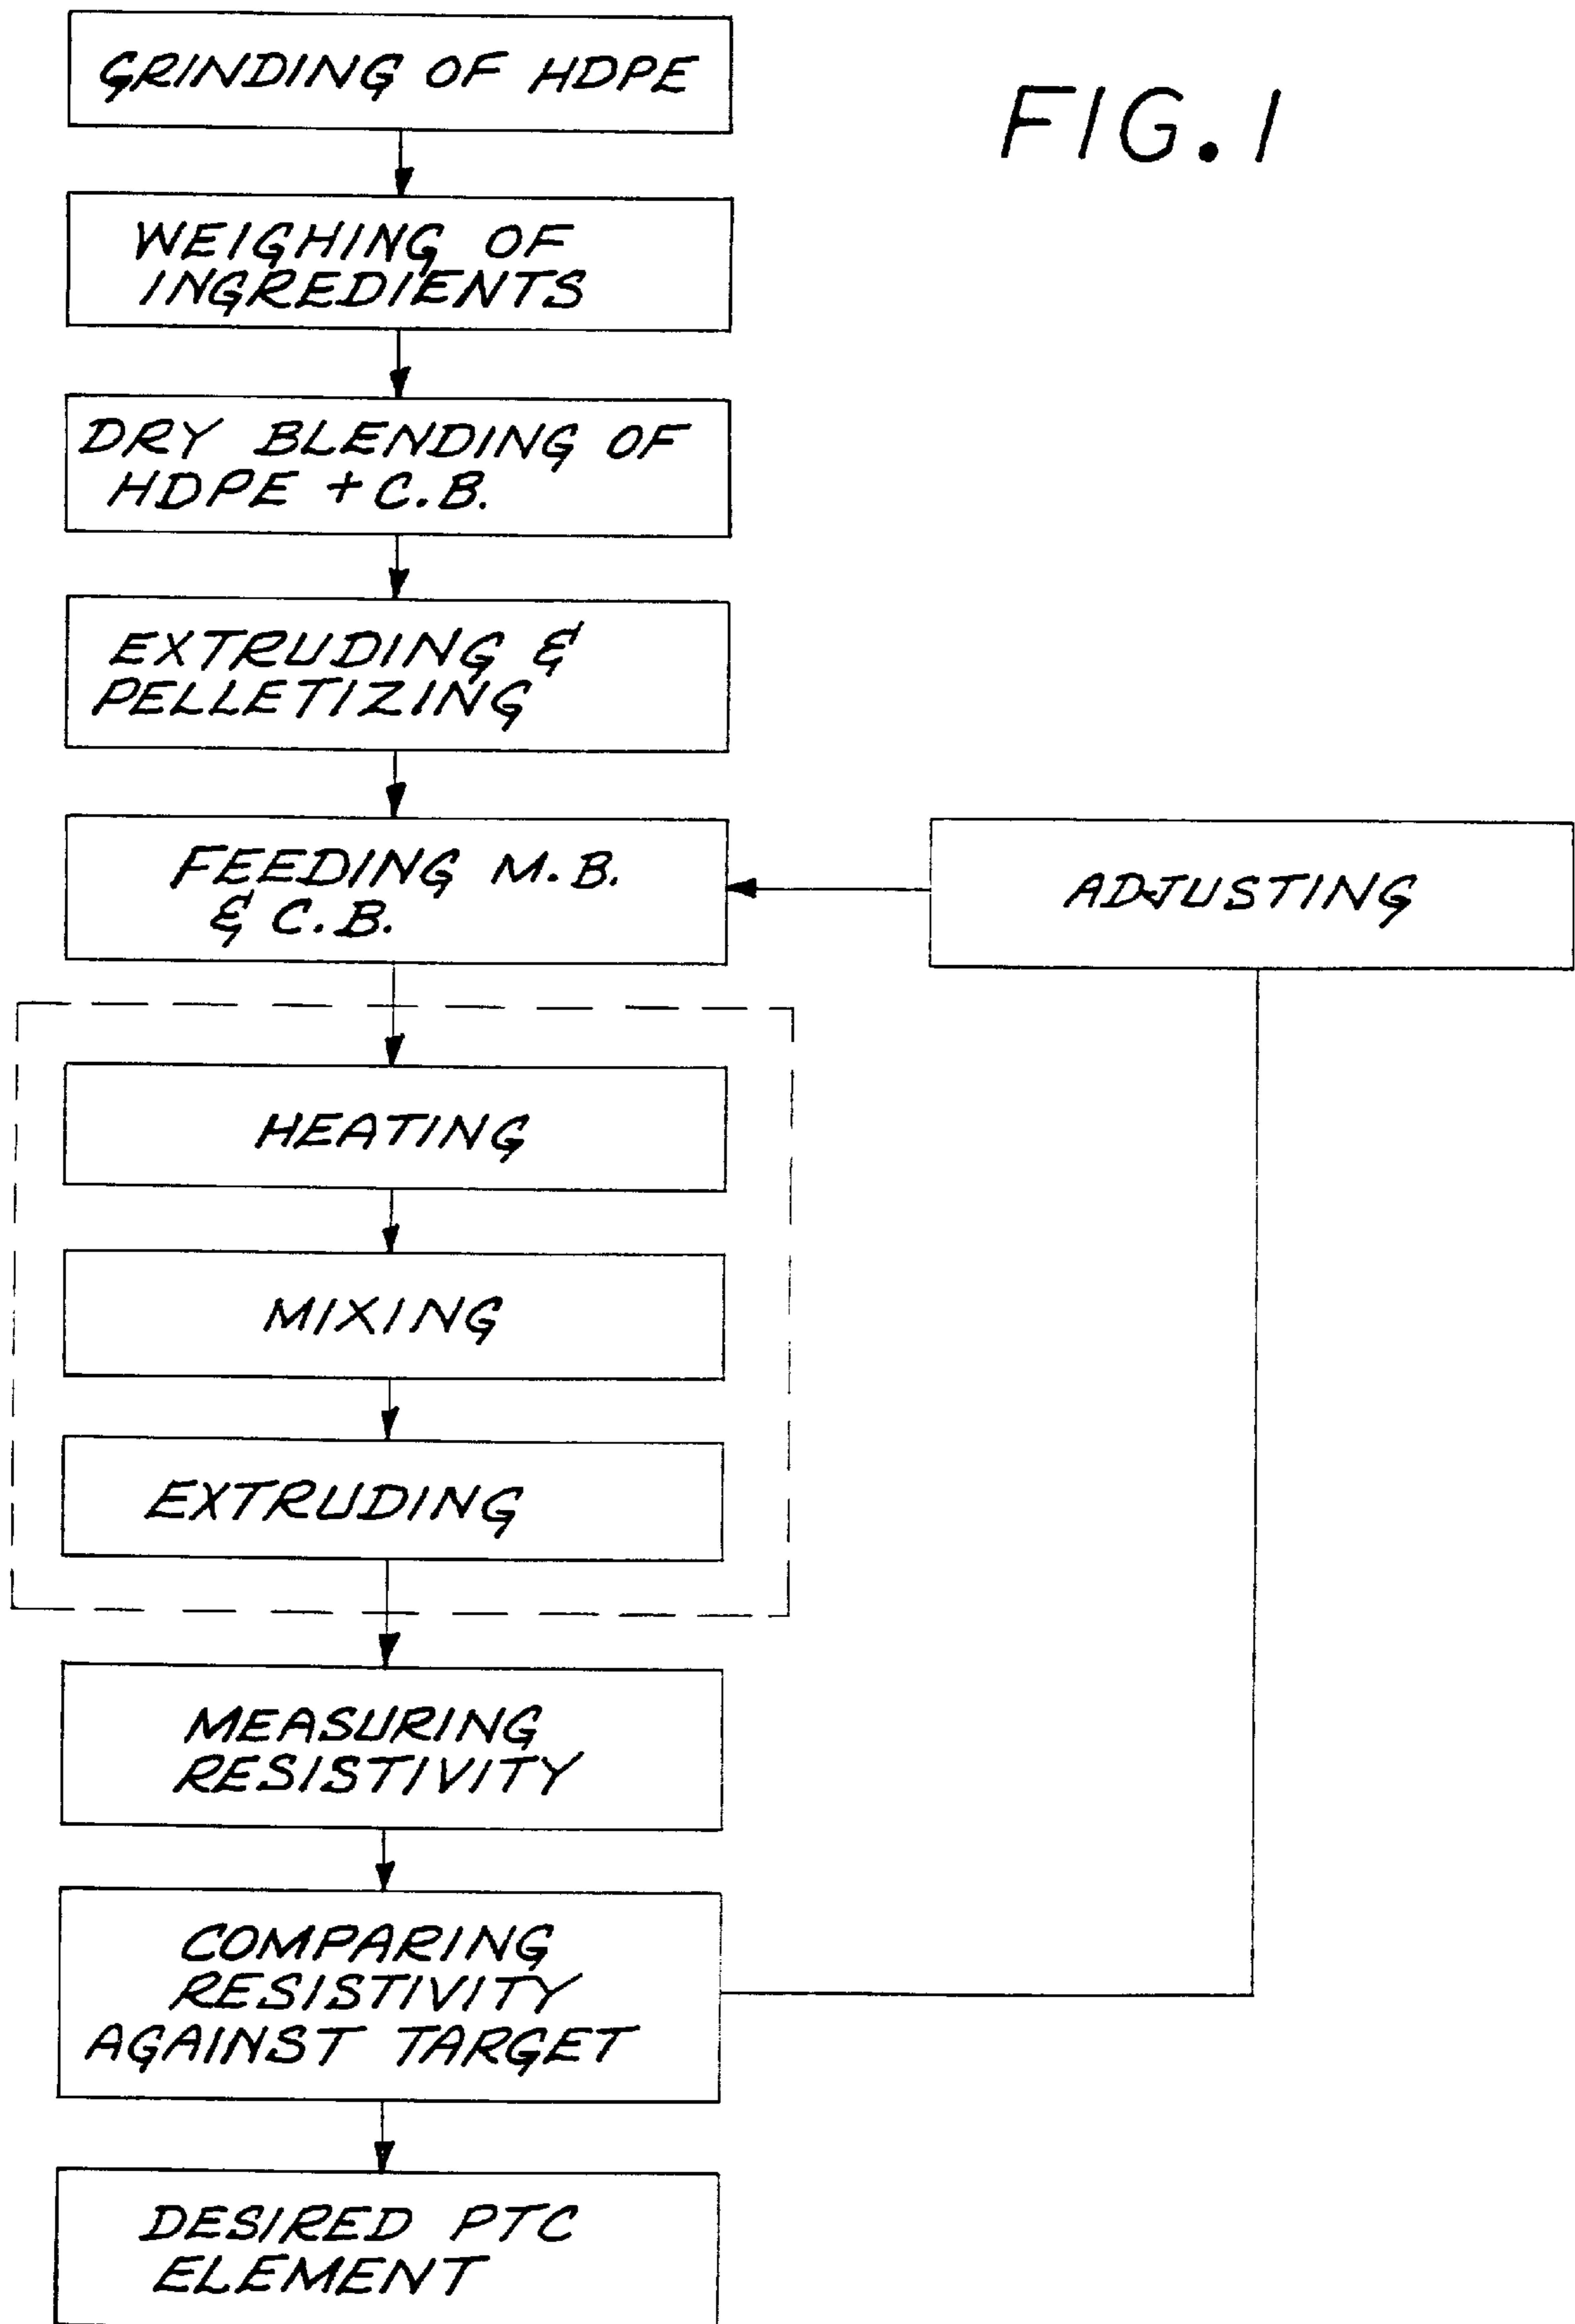 FIG. 1
GRINDING OF HDPE
WEIGHING OF
INGREDIENTS
DRY BLENDING OF
HDPE + C.B.
EXTRUDING &
PELLETIZING
FEEDING M.B.
& C.B.
ADJUSTING
HEATING
MIXING
EXTRUDING
MEASURING
RESISTIVITY
COMPARING
RESISTIVITY
AGAINST TARGET
DESIRED PTC
ELEMENT